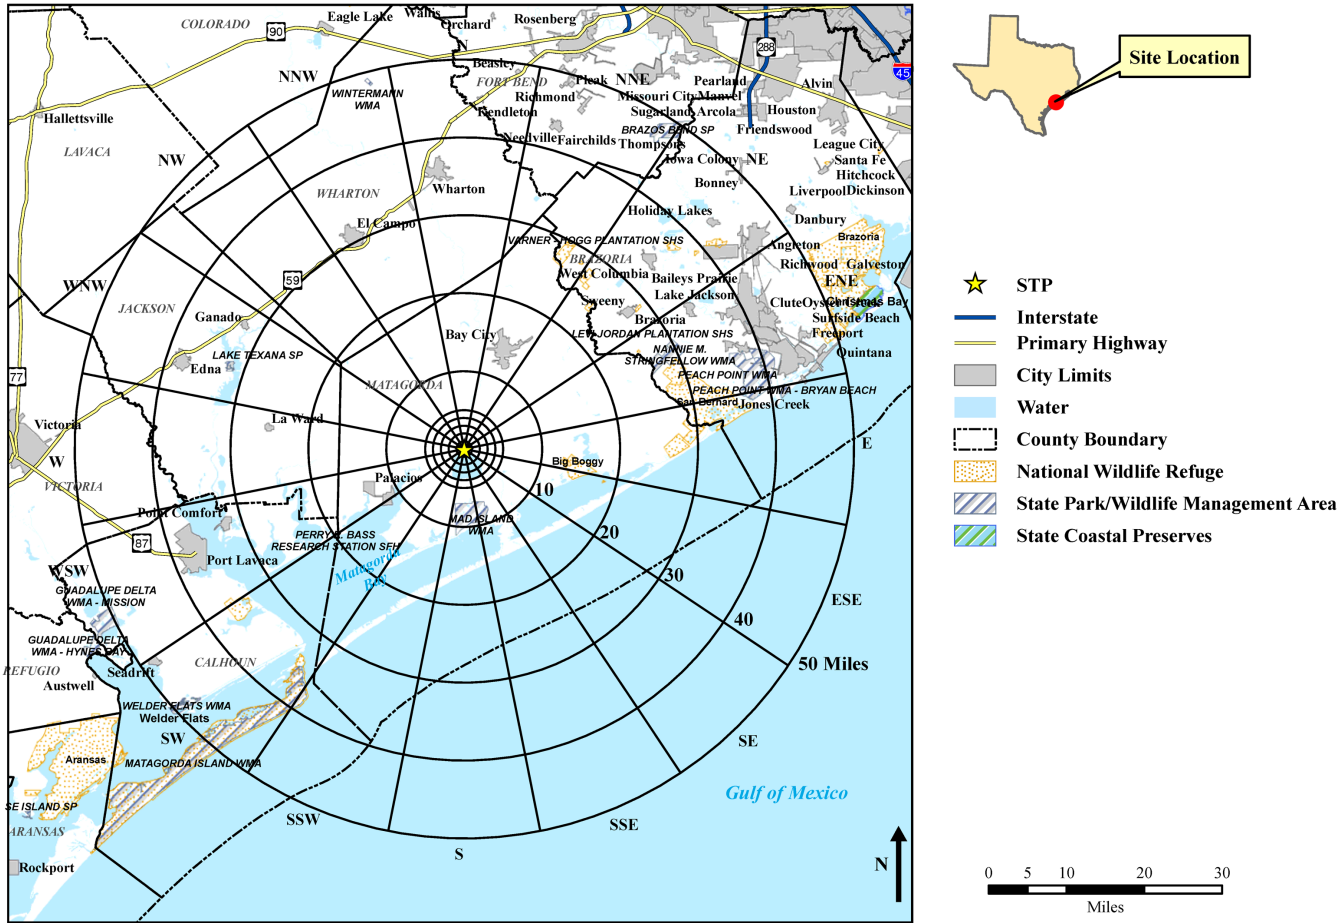 COLORADO
Eagle Lake
Wallis
Orchard
Rosenberg
90
N
Beasley
288
45
NNW
WINTERMANN
WMA
FORT BEND
Pleak
NNE
Pearland
Alvin
Richmond
Missouri City
Manvel
Kendleton
Sugarland
Arcola
Houston
Hallettsville
LAVACA
Needville
Fairchilds
BRAZOS BEND SP
Thompsons
Friendswood
NW
Iowa Colony
NE
League City
Santa Fe
Hitchcock
WHARTON
Wharton
Bonney
Liverpool
Dickinson
El Campo
Holiday Lakes
Danbury
VARNER - HOGG PLANTATION SHS
BRAZORIA
Angleton
Brazoria
WNW
59
West Columbia
Baileys Prairie
Richwood
Galveston
ENE
JACKSON
Sweeny
Lake Jackson
Clute
Oyster Creek
Christmas Bay
Ganado
Bay City
Brazoria
Surfside Beach
LEVI JORDAN PLANTATION SHS
Freeport
LAKE TEXANA SP
Edna
NANNIE M.
STRINGFELLOW WMA
Quintana
77
MATAGORDA
PEACH POINT WMA
PEACH POINT WMA - BRYAN BEACH
San Bernard
Jones Creek
La Ward
Victoria
W
E
Big Boggy
VICTORIA
Palacios
10
Point Comfort
MAD ISLAND
WMA
20
87
PERRY R. BASS
RESEARCH STATION SFH
Port Lavaca
Matagorda
Bay
30
WSW
GUADALUPE DELTA
WMA - MISSION
ESE
40
GUADALUPE DELTA
WMA - HYNES BAY
REFUGIO
Seadrift
CALHOUN
50 Miles
Austwell
WELDER FLATS WMA
Welder Flats
SW
SE
Aransas
MATAGORDA ISLAND WMA
Gulf of Mexico
SE ISLAND SP
SSW
SSE
ARANSAS
S
Rockport
N
Site Location
STP
Interstate
Primary Highway
City Limits
Water
County Boundary
National Wildlife Refuge
State Park/Wildlife Management Area
State Coastal Preserves
0 5 10 20 30
Miles